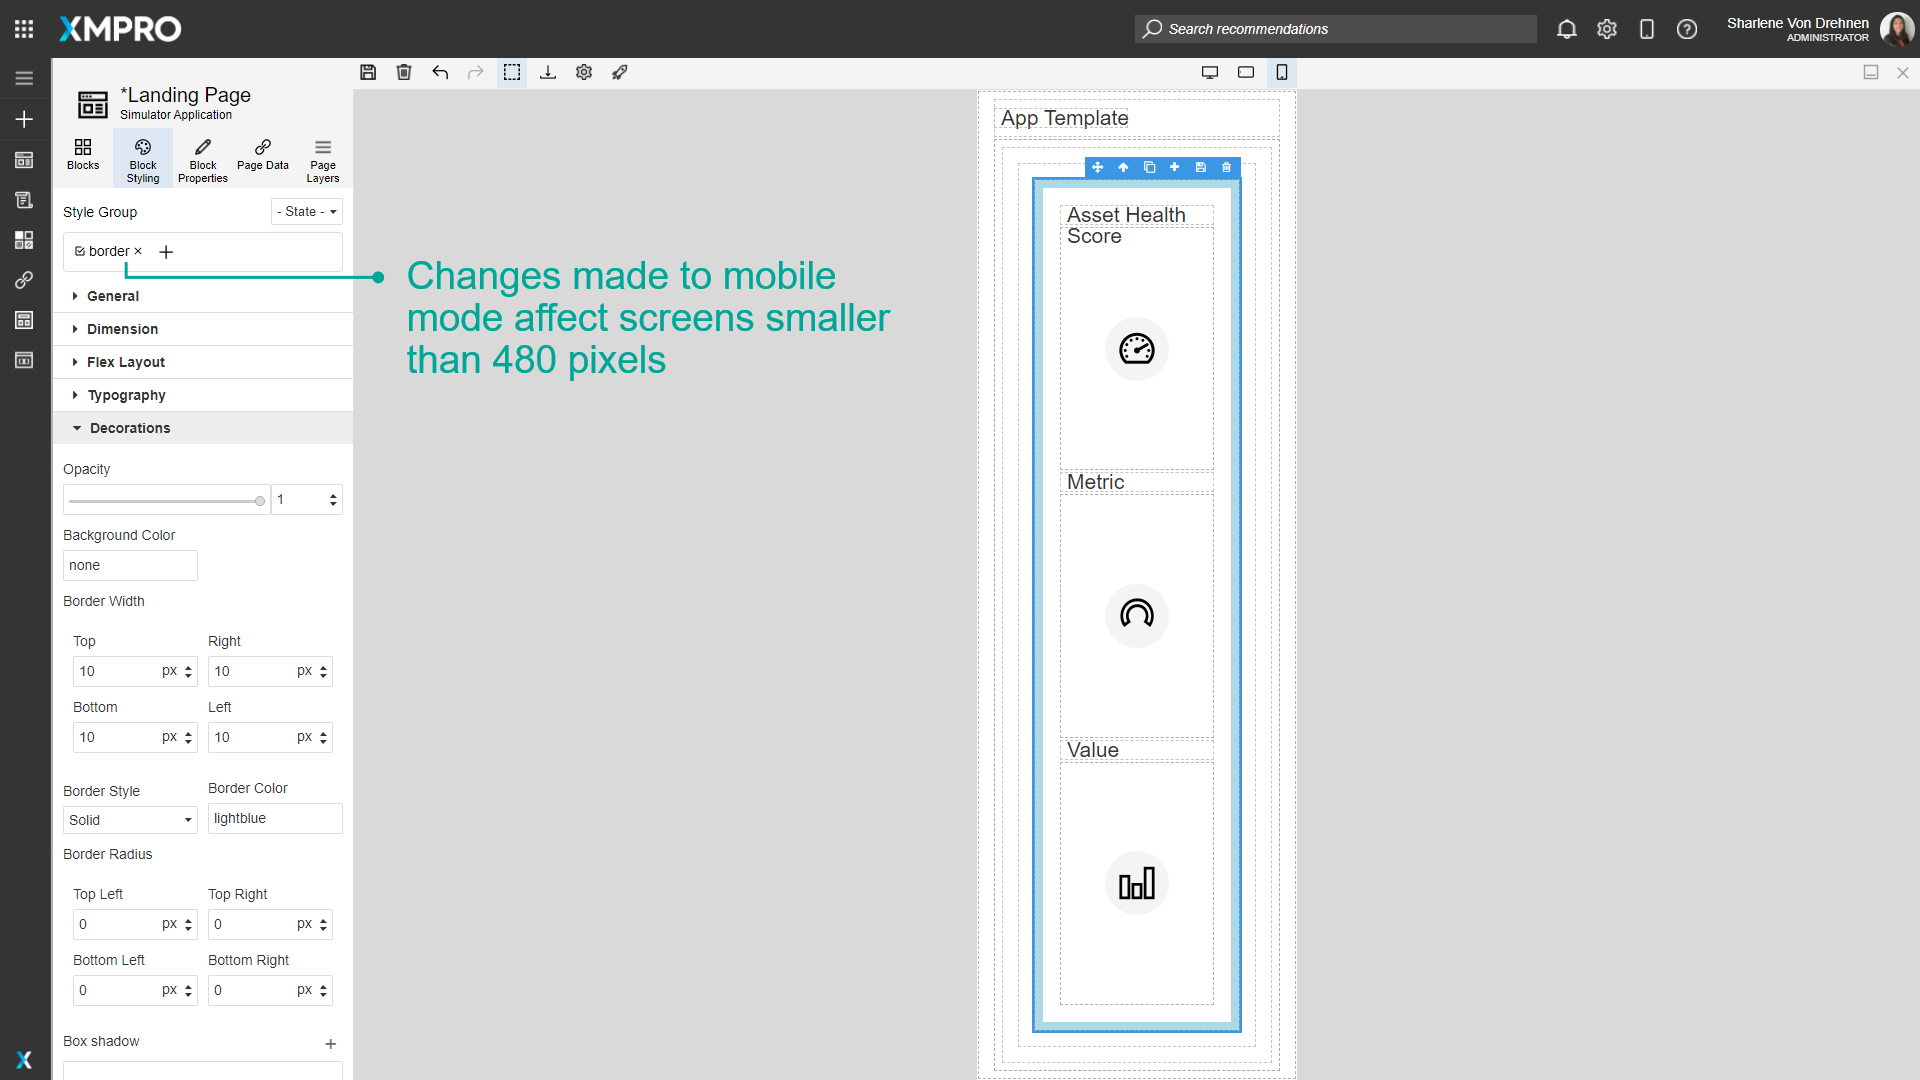 XMPRO
Search recommendations
Sharlene Von Drehnen
ADMINISTRATOR
*Landing Page
Simulator Application
Blocks
Block
Styling
Block
Properties
Page Data
Page
Layers
Style Group
- State -
border
General
Dimension
Flex Layout
Typography
Decorations
Opacity
1
Background Color
none
Border Width
Top
Right
10 px
10 px
Bottom
Left
10 px
10 px
Border Style
Border Color
Solid
lightblue
Border Radius
Top Left
Top Right
0 px
0 px
Bottom Left
Bottom Right
0 px
0 px
Box shadow
Changes made to mobile
mode affect screens smaller
than 480 pixels
App Template
Asset Health
Score
Metric
Value